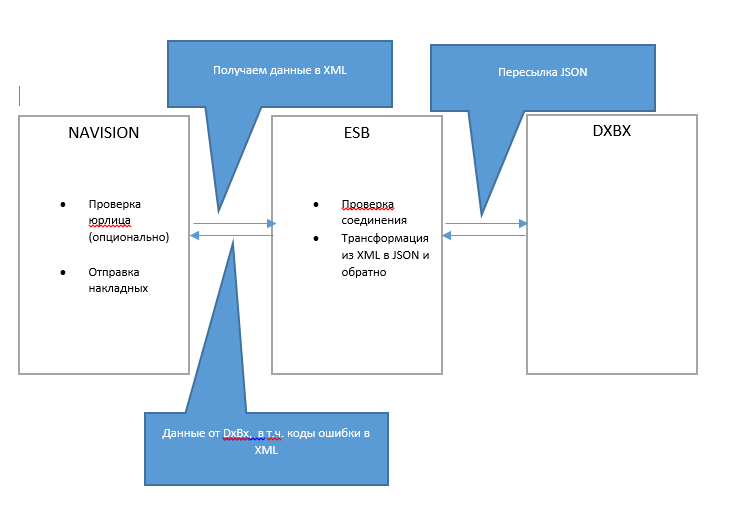 Получаем данные в XML
Пересылка JSON
NAVISION
• Проверка
юрлица
(опционально)
• Отправка
накладных
ESB
• Проверка
соединения
• Трансформация
из XML в JSON и
обратно
DXBX
Данные от DxBx, в т.ч. коды ошибки в
XML